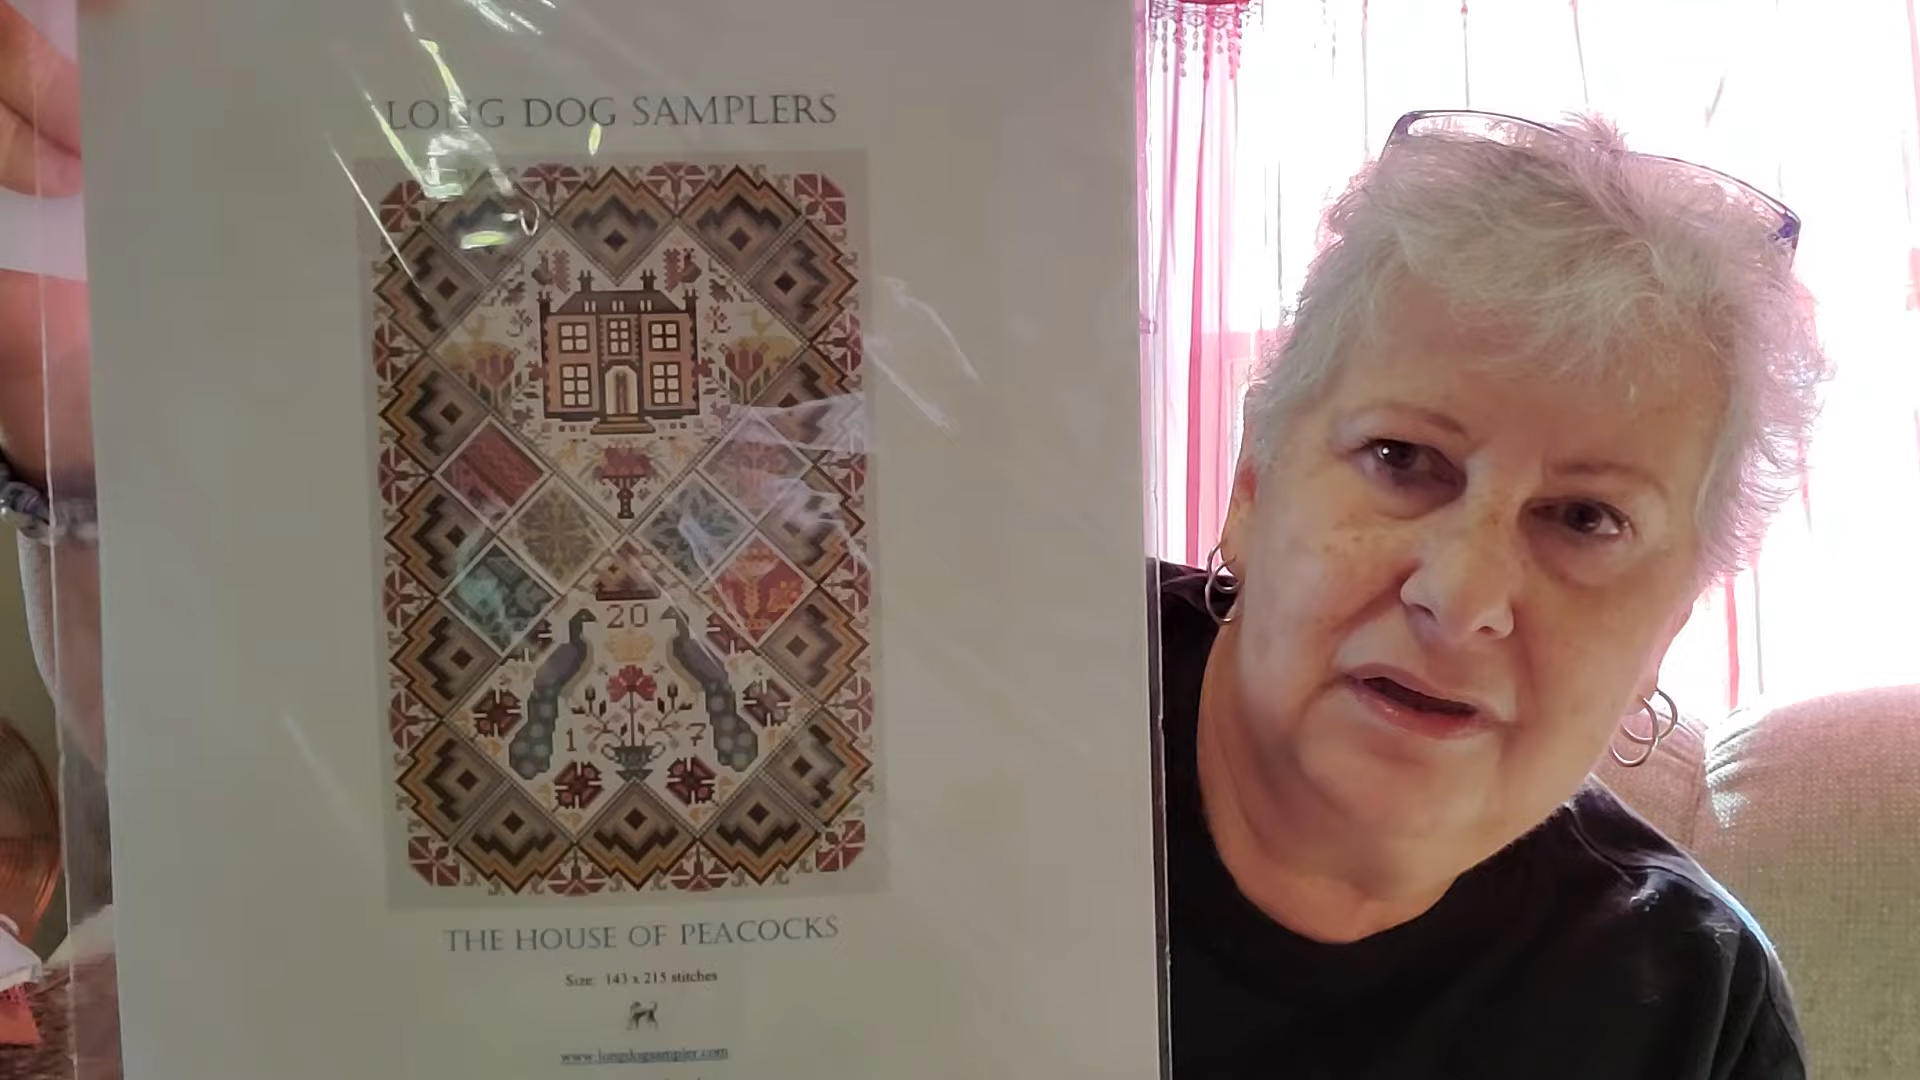 LONG DOG SAMPLERS
20
1 7
THE HOUSE OF PEACOCKS
Size: 143 x 215 stitches
www.longdogsampler.com